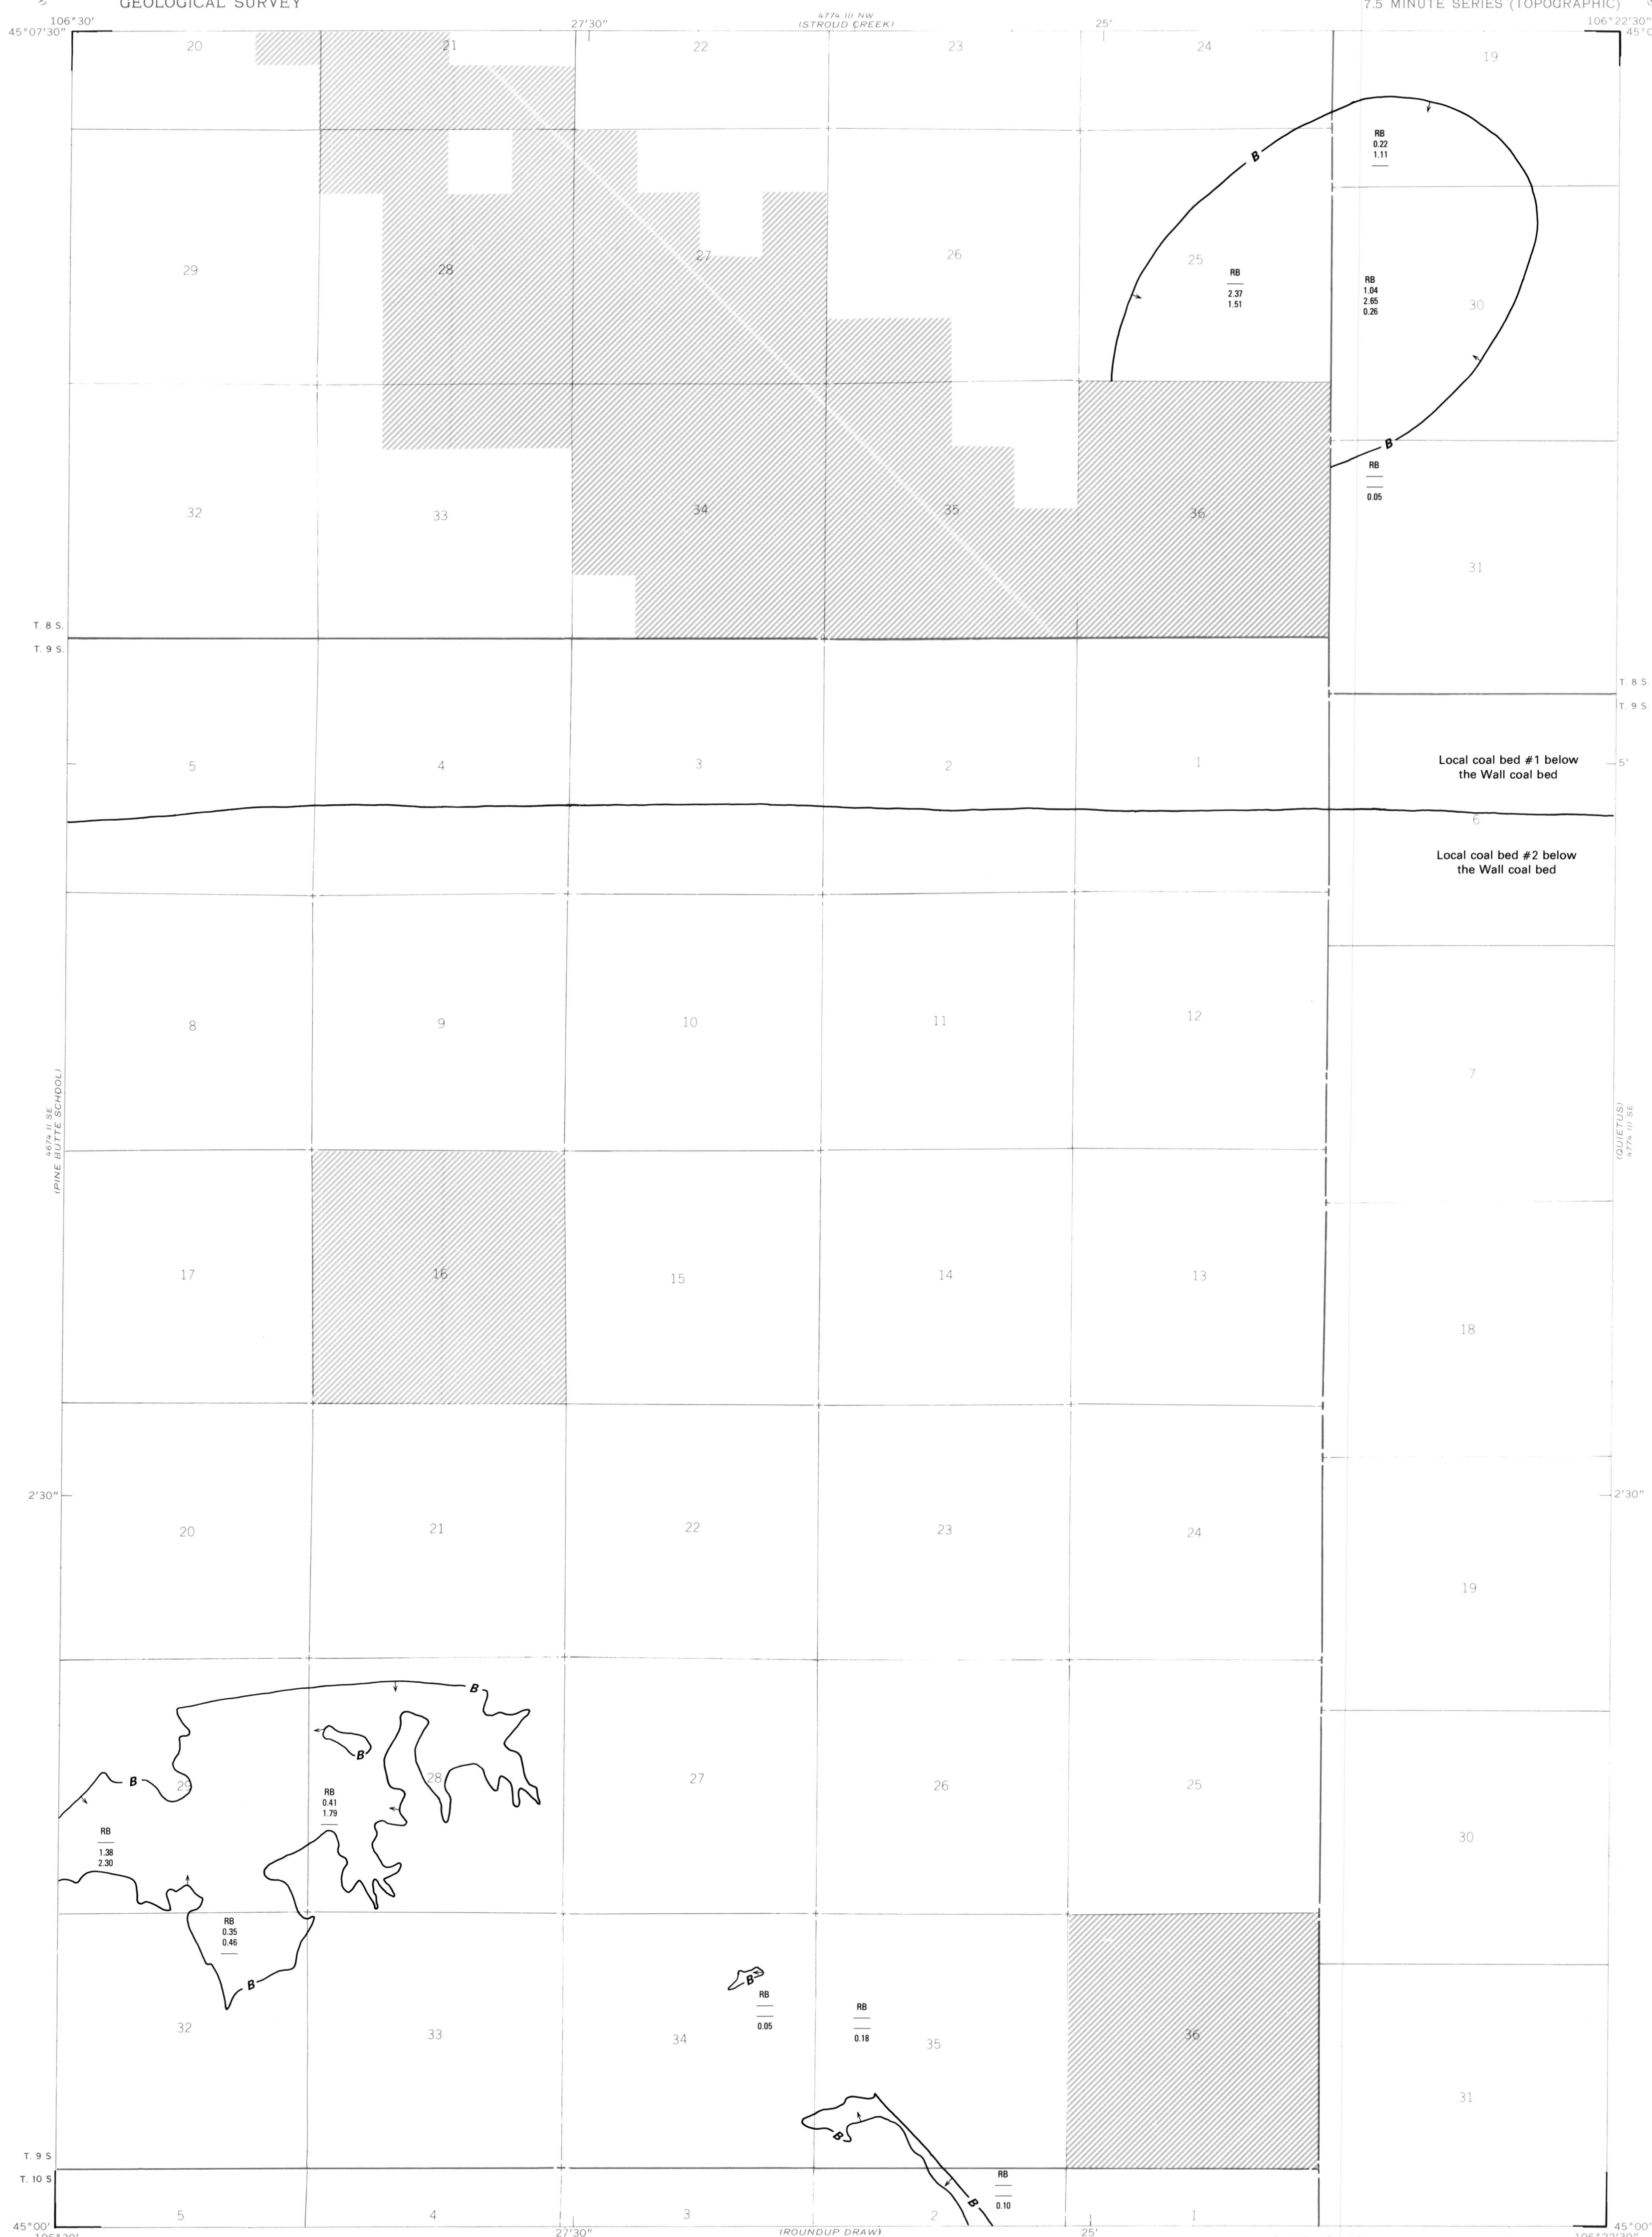 GEOLOGICAL SURVEY
7.5 MINUTE SERIES (TOPOGRAPHIC)
106°30'
27'30"
4774 III NW
(STROUD CREEK)
25'
106°22'30"
45°07'30"
20
21
22
23
24
19
B
RB
0.22
1.11
29
28
27
26
25
RB
2.37
1.51
RB
1.04
2.65
0.26
30
B
RB
0.05
32
33
34
35
36
31
T. 8 S.
T. 9 S.
T. 8 S.
T. 9 S.
5
4
3
2
1
Local coal bed #1 below
the Wall coal bed
5'
6
Local coal bed #2 below
the Wall coal bed
8
9
10
11
12
7
4674 II SE
(PINE BUTTE SCHOOL)
(QUIETUS)
4774 III SE
17
16
15
14
13
18
2'30"
2'30"
20
21
22
23
24
19
B
B
B
29
28
27
26
25
30
RB
0.41
1.79
RB
1.38
2.30
RB
0.35
0.46
B
B
RB
0.05
RB
0.18
32
33
34
35
36
31
B
T. 9 S
T. 10 S
RB
0.10
B
5
4
3
2
1
45°00'
27'30"
(ROUNDUP DRAW)
25'
45°00'